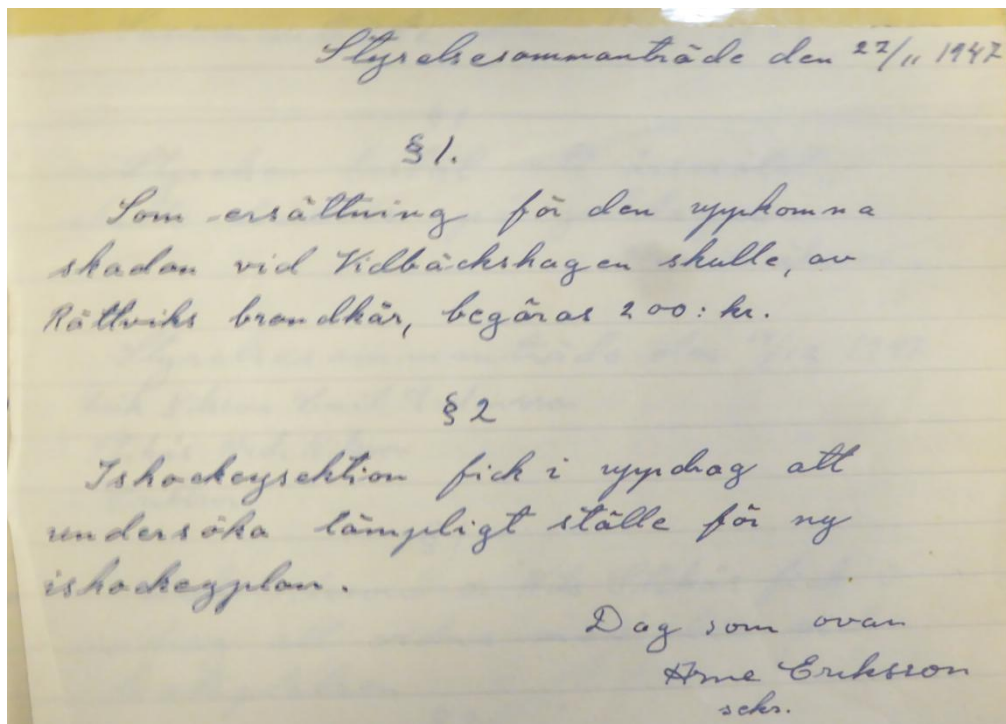 Styrelsesammanträde den 27/11 1947
§ 1.
Som ersättning för den uppkomna
skadan vid Vidbäckshagen skulle, av
Rättviks brandkår, begäras 200: kr.
§ 2
Ishockeysektion fick i uppdrag att
undersöka lämpligt ställe för ny
ishockeyplan.
Dag som ovan
Arne Eriksson
sekr.